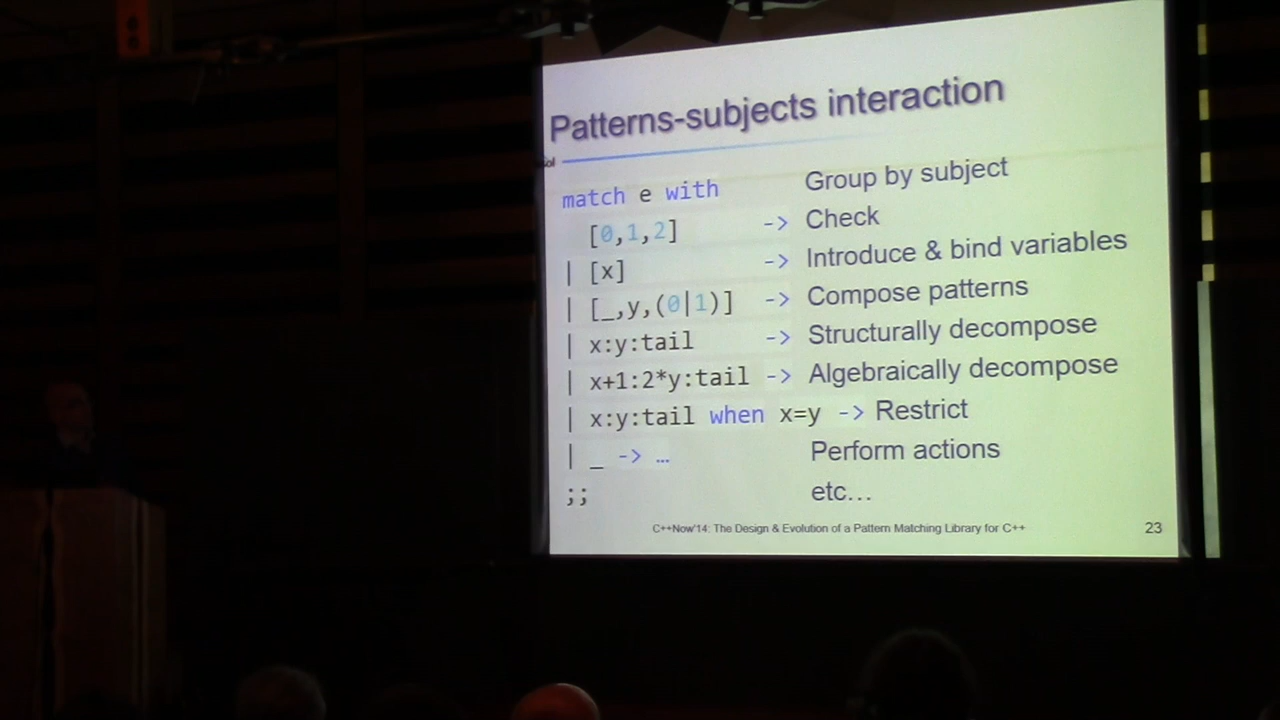 Patterns-subjects interaction
match e with Group by subject
[0,1,2] -> Check
| [x] -> Introduce & bind variables
| [_,y,(0|1)] -> Compose patterns
| x:y:tail -> Structurally decompose
| x+1:2*y:tail -> Algebraically decompose
| x:y:tail when x=y -> Restrict
| _ -> … Perform actions
;; etc…
C++Now'14: The Design & Evolution of a Pattern Matching Library for C++ 23